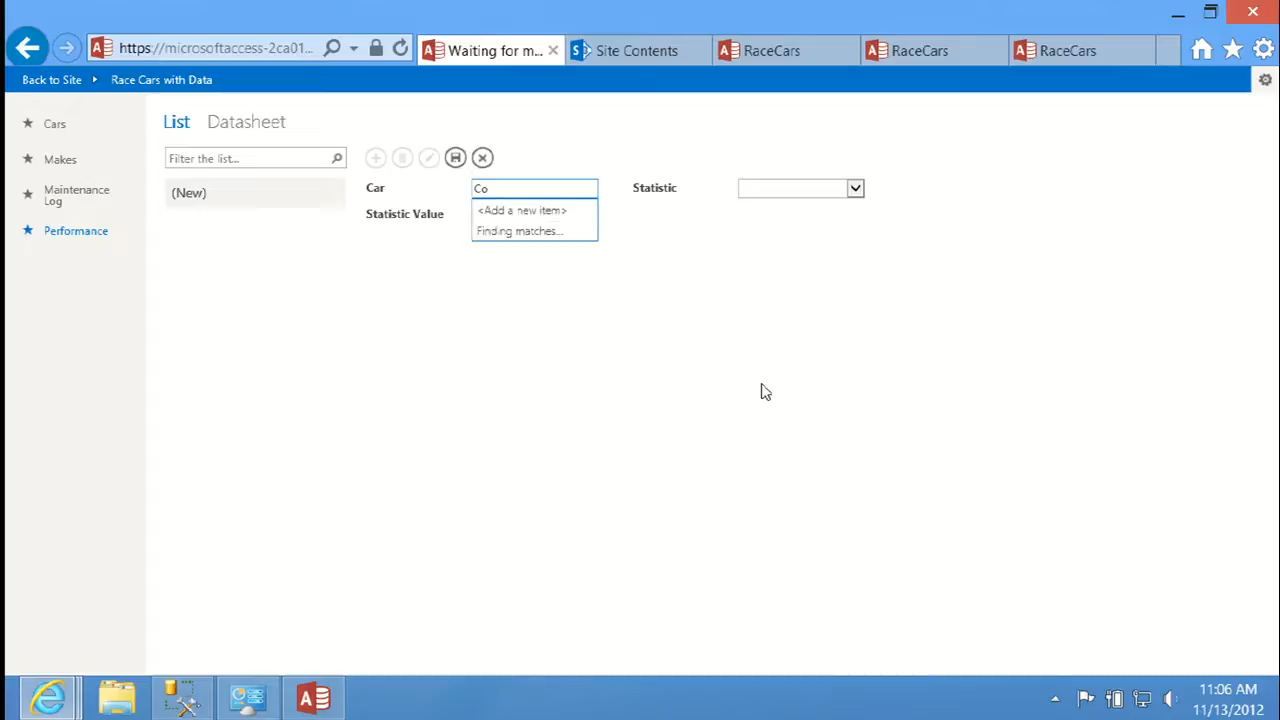 https://microsoftaccess-2ca01...
Waiting for m...
Site Contents
RaceCars
RaceCars
RaceCars
Back to Site
Race Cars with Data
Cars
Makes
Maintenance
Log
Performance
List
Datasheet
Filter the list...
(New)
Car
Co
Statistic
Statistic Value
<Add a new item>
Finding matches...
11:06 AM
11/13/2012